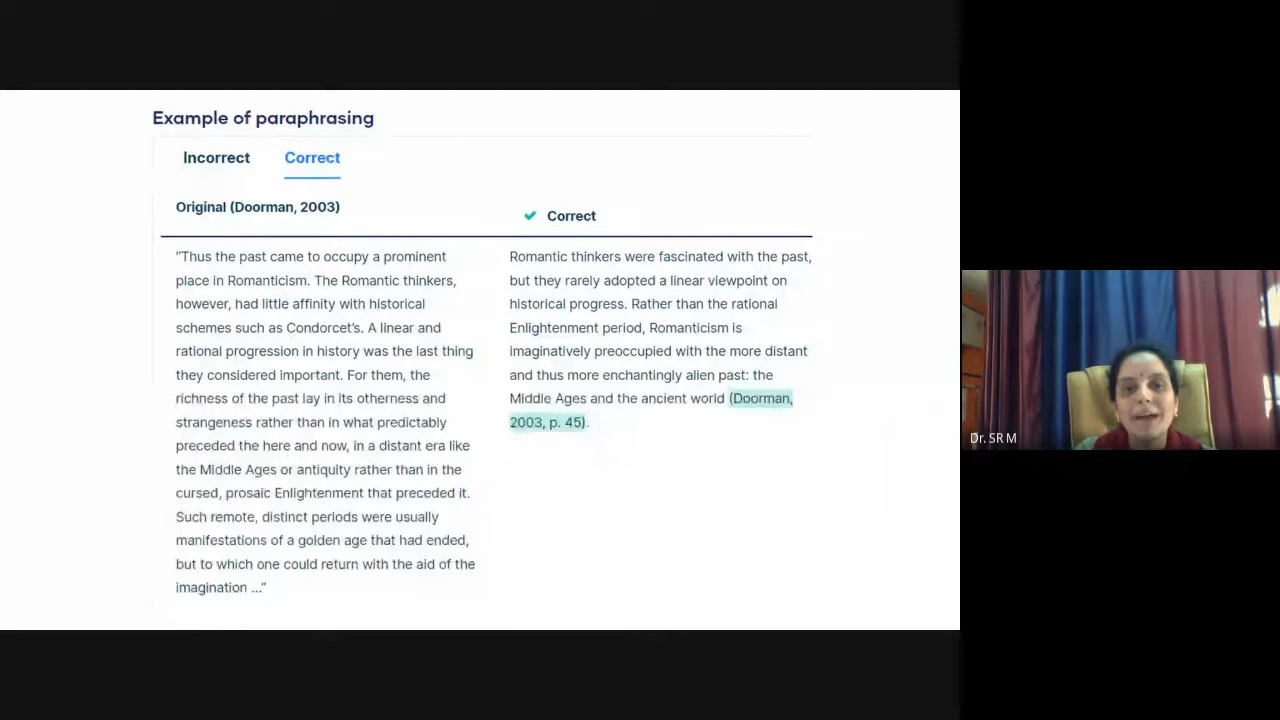 Example of paraphrasing
Incorrect
Correct
Original (Doorman, 2003)
✔ Correct
"Thus the past came to occupy a prominent
place in Romanticism. The Romantic thinkers,
however, had little affinity with historical
schemes such as Condorcet's. A linear and
rational progression in history was the last thing
they considered important. For them, the
richness of the past lay in its otherness and
strangeness rather than in what predictably
preceded the here and now, in a distant era like
the Middle Ages or antiquity rather than in the
cursed, prosaic Enlightenment that preceded it.
Such remote, distinct periods were usually
manifestations of a golden age that had ended,
but to which one could return with the aid of the
imagination ..."
Romantic thinkers were fascinated with the past,
but they rarely adopted a linear viewpoint on
historical progress. Rather than the rational
Enlightenment period, Romanticism is
imaginatively preoccupied with the more distant
and thus more enchantingly alien past: the
Middle Ages and the ancient world (Doorman,
2003, p. 45).
Dr. SR M